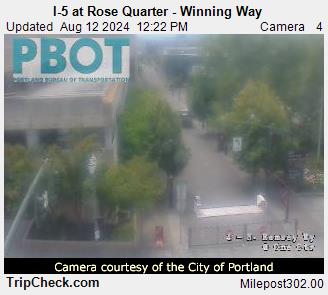 I-5 at Rose Quarter - Winning Way
Updated Aug 12 2024 12:22 PM Camera 4
PBOT
PORTLAND BUREAU OF TRANSPORTATION
Camera courtesy of the City of Portland
TripCheck.com Milepost302.00